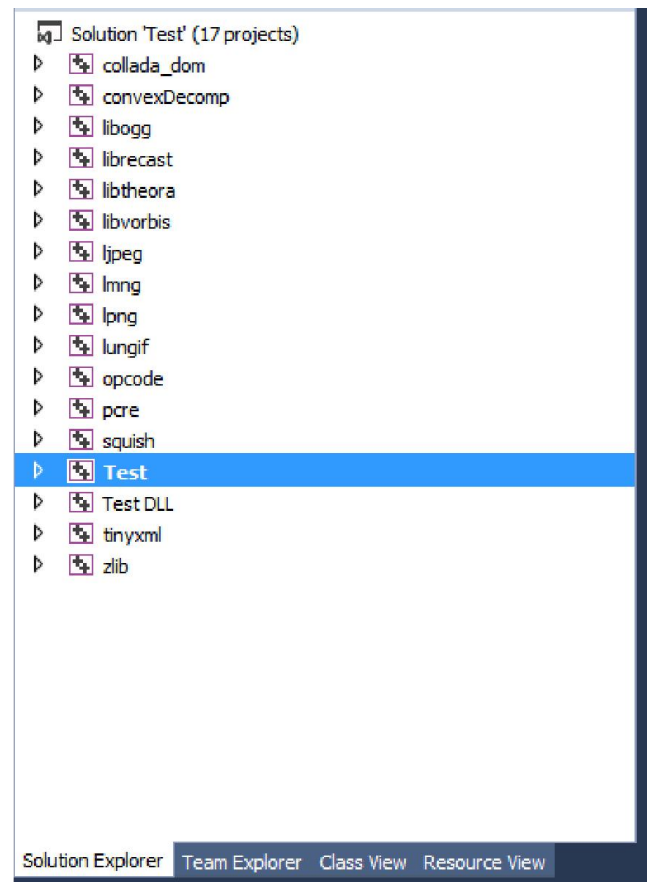 Solution 'Test' (17 projects)
collada_dom
convexDecomp
libogg
librecast
libtheora
libvorbis
ljpeg
lmng
lpng
lungif
opcode
pcre
squish
Test
Test DLL
tinyxml
zlib
Solution Explorer Team Explorer Class View Resource View